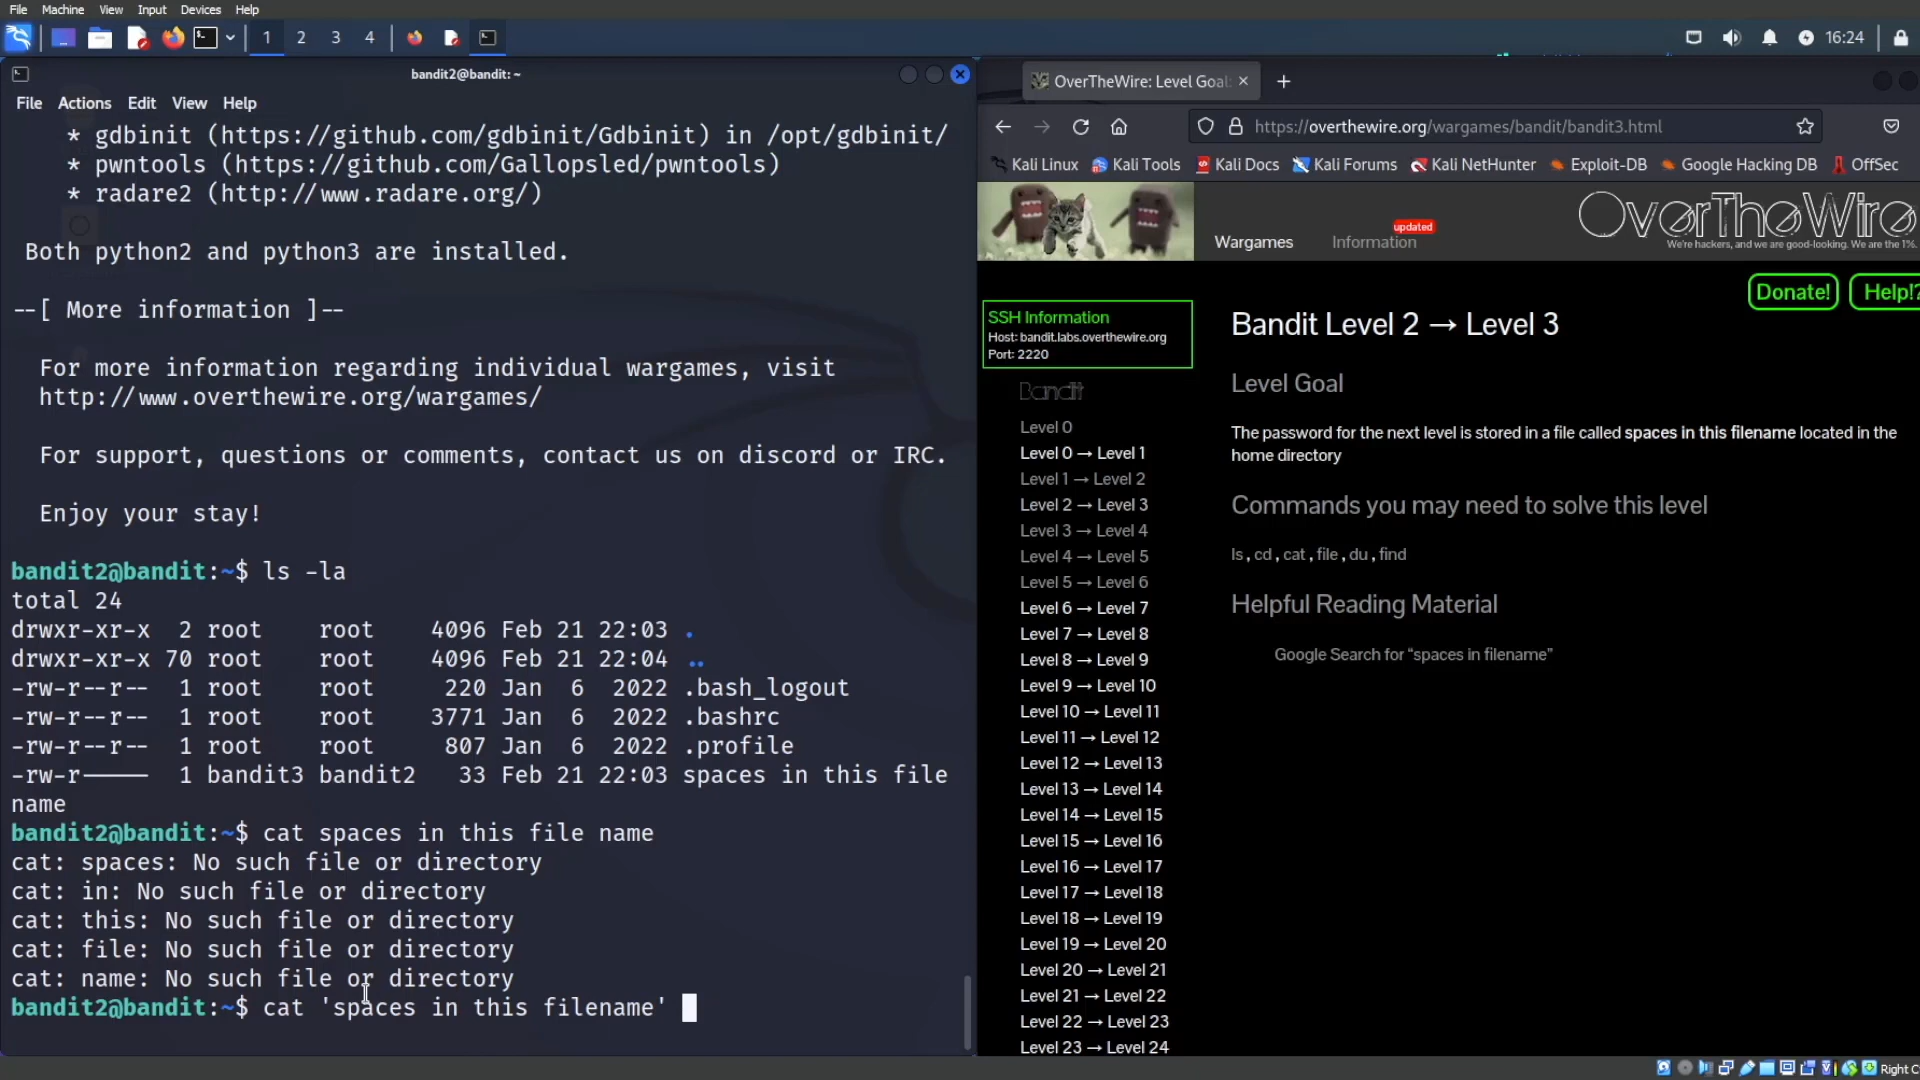 File Machine View Input Devices Help
1 2 3 4
16:24
bandit2@bandit: ~
File Actions Edit View Help
* gdbinit (https://github.com/gdbinit/Gdbinit) in /opt/gdbinit/
* pwntools (https://github.com/Gallopsled/pwntools)
* radare2 (http://www.radare.org/)
Both python2 and python3 are installed.
--[ More information ]--
For more information regarding individual wargames, visit
http://www.overthewire.org/wargames/
For support, questions or comments, contact us on discord or IRC.
Enjoy your stay!
bandit2@bandit:~$ ls -la
total 24
drwxr-xr-x 2 root root 4096 Feb 21 22:03 .
drwxr-xr-x 70 root root 4096 Feb 21 22:04 ..
-rw-r--r-- 1 root root 220 Jan 6 2022 .bash_logout
-rw-r--r-- 1 root root 3771 Jan 6 2022 .bashrc
-rw-r--r-- 1 root root 807 Jan 6 2022 .profile
-rw-r----- 1 bandit3 bandit2 33 Feb 21 22:03 spaces in this file
name
bandit2@bandit:~$ cat spaces in this file name
cat: spaces: No such file or directory
cat: in: No such file or directory
cat: this: No such file or directory
cat: file: No such file or directory
cat: name: No such file or directory
bandit2@bandit:~$ cat 'spaces in this filename'
OverTheWire: Level Goal:
https://overthewire.org/wargames/bandit/bandit3.html
Kali Linux Kali Tools Kali Docs Kali Forums Kali NetHunter Exploit-DB Google Hacking DB OffSec
Wargames Information updated
OverTheWire
We're hackers, and we are good-looking. We are the 1%.
Donate! Help!?
SSH Information
Host: bandit.labs.overthewire.org
Port: 2220
Bandit
Level 0
Level 0 → Level 1
Level 1 → Level 2
Level 2 → Level 3
Level 3 → Level 4
Level 4 → Level 5
Level 5 → Level 6
Level 6 → Level 7
Level 7 → Level 8
Level 8 → Level 9
Level 9 → Level 10
Level 10 → Level 11
Level 11 → Level 12
Level 12 → Level 13
Level 13 → Level 14
Level 14 → Level 15
Level 15 → Level 16
Level 16 → Level 17
Level 17 → Level 18
Level 18 → Level 19
Level 19 → Level 20
Level 20 → Level 21
Level 21 → Level 22
Level 22 → Level 23
Level 23 → Level 24
Bandit Level 2 → Level 3
Level Goal
The password for the next level is stored in a file called spaces in this filename located in the
home directory
Commands you may need to solve this level
ls , cd , cat , file , du , find
Helpful Reading Material
Google Search for “spaces in filename”
Right C